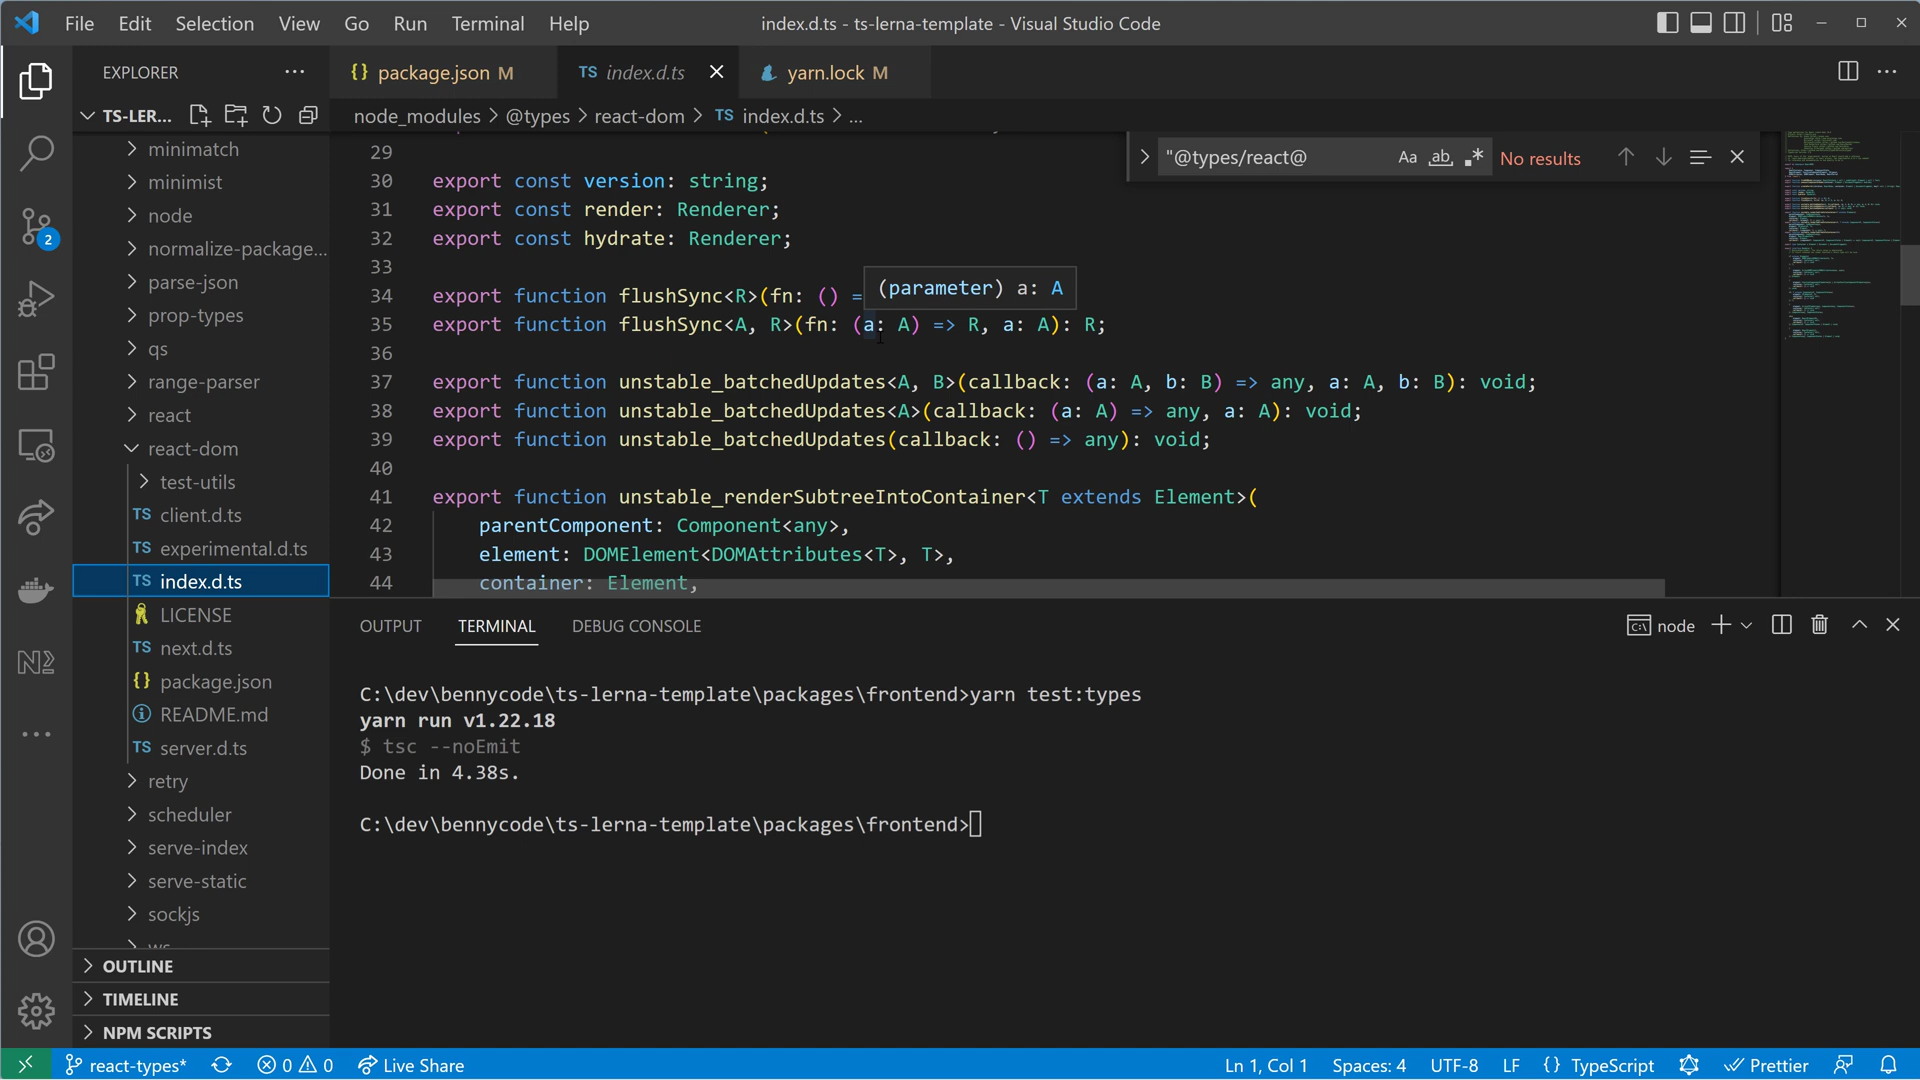 File Edit Selection View Go Run Terminal Help
index.d.ts - ts-lerna-template - Visual Studio Code
EXPLORER
TS-LER...
minimatch
minimist
node
normalize-package...
parse-json
prop-types
qs
range-parser
react
react-dom
test-utils
TS client.d.ts
TS experimental.d.ts
TS index.d.ts
LICENSE
TS next.d.ts
{} package.json
README.md
TS server.d.ts
retry
scheduler
serve-index
serve-static
sockjs
ws
OUTLINE
TIMELINE
NPM SCRIPTS
2
{} package.json M
TS index.d.ts
yarn.lock M
node_modules > @types > react-dom > TS index.d.ts > ...
"@types/react@ Aa ab No results
29
30 export const version: string;
31 export const render: Renderer;
32 export const hydrate: Renderer;
33
(parameter) a: A
34 export function flushSync<R>(fn: () =
35 export function flushSync<A, R>(fn: (a: A) => R, a: A): R;
36
37 export function unstable_batchedUpdates<A, B>(callback: (a: A, b: B) => any, a: A, b: B): void;
38 export function unstable_batchedUpdates<A>(callback: (a: A) => any, a: A): void;
39 export function unstable_batchedUpdates(callback: () => any): void;
40
41 export function unstable_renderSubtreeIntoContainer<T extends Element>(
42 parentComponent: Component<any>,
43 element: DOMElement<DOMAttributes<T>, T>,
44 container: Element,
OUTPUT TERMINAL DEBUG CONSOLE
node
C:\dev\bennycode\ts-lerna-template\packages\frontend>yarn test:types
yarn run v1.22.18
$ tsc --noEmit
Done in 4.38s.
C:\dev\bennycode\ts-lerna-template\packages\frontend>
react-types* 0 0 Live Share
Ln 1, Col 1 Spaces: 4 UTF-8 LF {} TypeScript Prettier